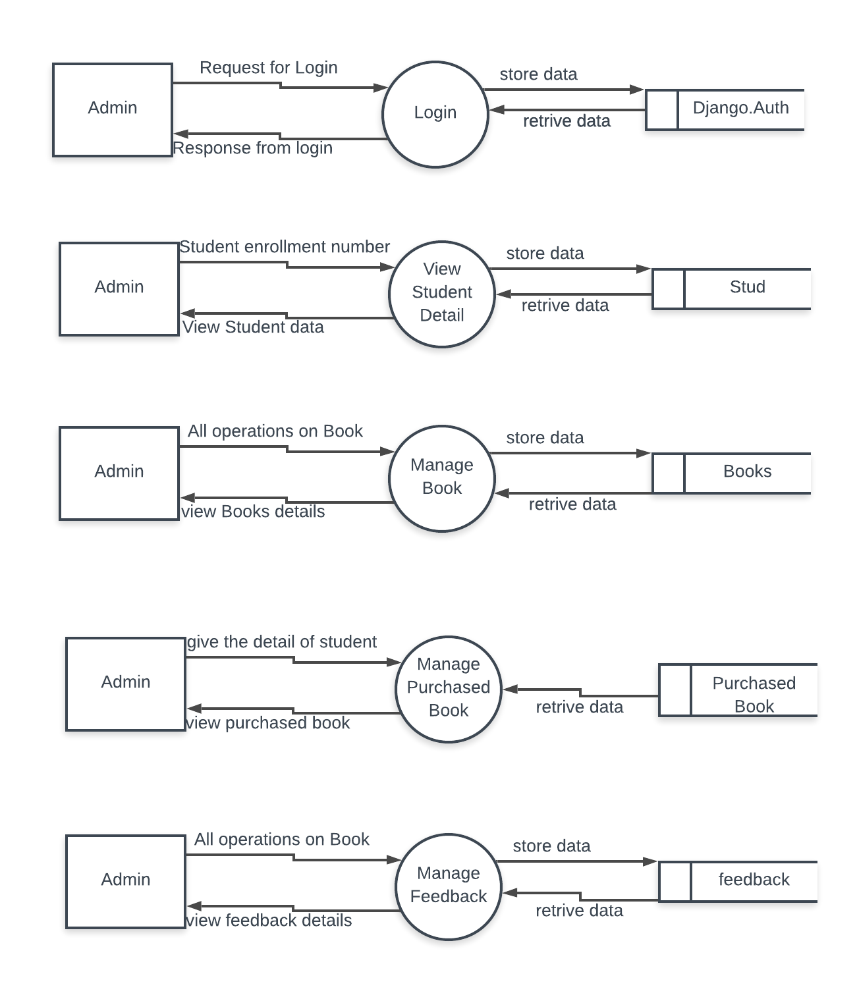 Request for Login
store data
Admin
Login
Django.Auth
retrive data
Response from login
Student enrollment number
store data
Admin
View
Student
Detail
Stud
retrive data
View Student data
All operations on Book
store data
Admin
Manage
Book
Books
retrive data
view Books details
give the detail of student
Admin
Manage
Purchased
Book
Purchased
Book
retrive data
view purchased book
All operations on Book
store data
Admin
Manage
Feedback
feedback
retrive data
view feedback details